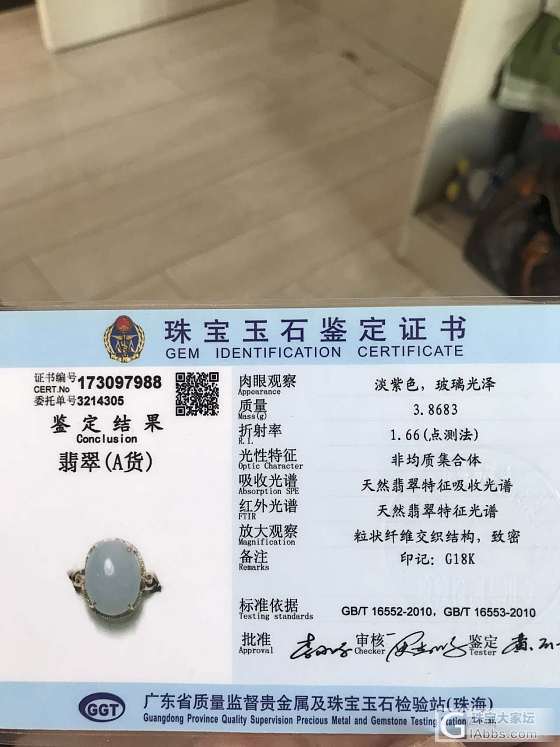 珠宝玉石鉴定证书
GEM IDENTIFICATION CERTIFICATE
证书编号 173097988
CERT.No
委托单号 3214305
鉴定结果
Conclusion
翡翠(A货)
肉眼观察 淡紫色，玻璃光泽
Appearance
质量 3.8683
Mass(g)
折射率 1.66(点测法)
R.I.
光性特征 非均质集合体
Optic Character
吸收光谱 天然翡翠特征吸收光谱
Absorption SPE
红外光谱 天然翡翠特征光谱
FTIR
放大观察 粒状纤维交织结构，致密
Magnification
备注 印记：G18K
Remarks
标准依据 GB/T 16552-2010，GB/T 16553-2010
Testing standards
批准 审核 鉴定
Approval Checker Tester
GGT 广东省质量监督贵金属及珠宝玉石检验站(珠海)
Guangdong Province Quality Supervision Precious Metal and Gemstone Testing
珠宝大家坛
iAbbs.com